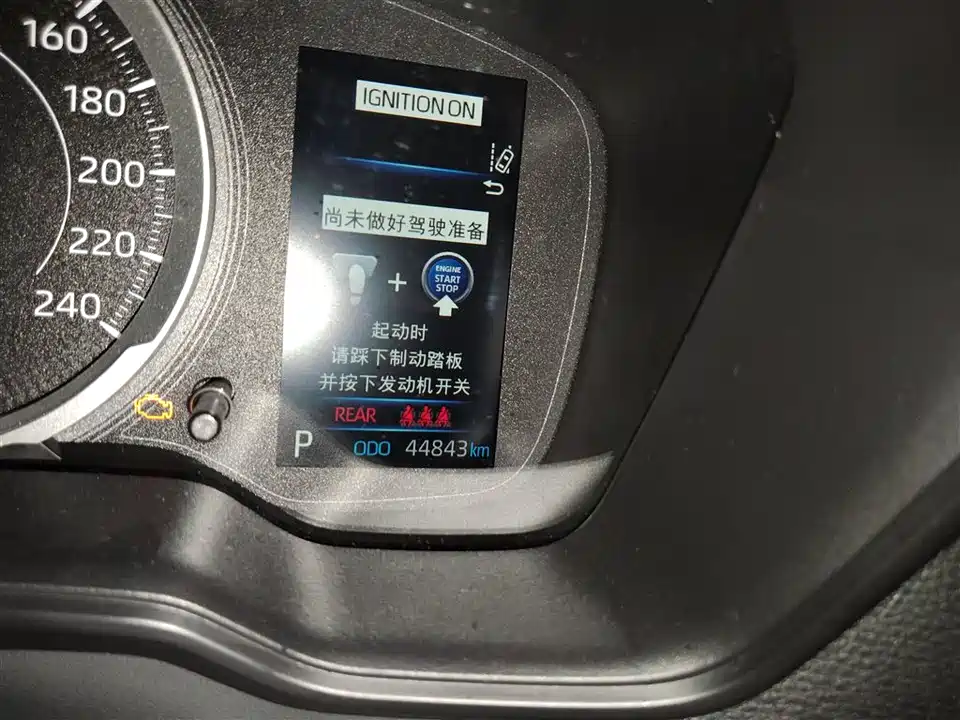 160
180
200
220
240
IGNITION ON
尚未做好驾驶准备
+
ENGINE
START
STOP
起动时
请踩下制动踏板
并按下发动机开关
REAR
P ODO 44843km